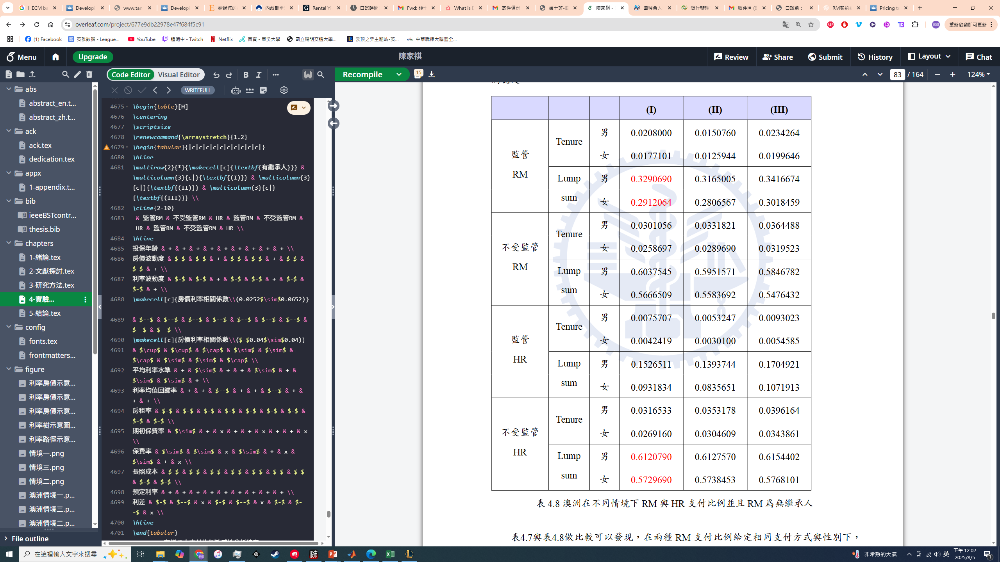 HECM ba
Developi
www.tan
Developi
透過您的
內政部全
Rental Yi
口試時間
Fwd: 碩士
What is E
寄件備份
碩士班-國
陳家祺 -
國發會人
銀行辦理
收件匣 (8
口試前：
RM契約
Pricing te
overleaf.com/project/677e9db22978e47f684f5c91
重新啟動即可更新
(1) Facebook
英雄数据 - League...
YouTube
追隨中 - Twitch
Netflix
首頁 - 東吳大學
國立陽明交通大學...
云顶之弈主题站-英...
中華職棒大聯盟全...
Menu
Upgrade
陳家祺
Review
Share
Submit
History
Layout
Chat
Code Editor
Visual Editor
Recompile
15
83 / 164
124%
WRITEFULL
abs
abstract_en.t...
abstract_zh.t...
ack
ack.tex
dedication.tex
appx
1-appendix.t...
bib
ieeeBSTcontr...
thesis.bib
chapters
1-緒論.tex
2-文獻探討.tex
3-研究方法.tex
4-實驗...
5-結論.tex
config
fonts.tex
frontmatters...
figure
利率房價示意...
利率房價示意...
利率房價示意...
利率樹示意圖...
利率路徑示意...
情境一.png
情境三.png
情境二.png
澳洲情境一.p...
澳洲情境三.p...
澳洲情境二.p...
File outline
4675 \begin{table}[H]
4676 \centering
4677 \scriptsize
4678 \renewcommand{\arraystretch}{1.2}
4679 \begin{tabular}{|c|c|c|c|c|c|c|c|c|c|}
4680 \hline
4681 \multirow{2}{*}{\makecell[c]{\textbf{有繼承人}}} &
\multicolumn{3}{c|}{\textbf{(I)}} & \multicolumn{3}
{c|}{\textbf{(II)}} & \multicolumn{3}{c|}
{\textbf{(III)}} \\
4682 \cline{2-10}
4683 & 監管RM & 不受監管RM & HR & 監管RM & 不受監管RM &
HR & 監管RM & 不受監管RM & HR \\
4684 \hline
4685 投保年齡 & + & + & + & + & + & + & + & + & + \\
4686 房價波動度 & $-$ & $-$ & + & $-$ & $-$ & + & $-$ &
$-$ & + \\
4687 利率波動度 & $-$ & $-$ & + & $-$ & $-$ & + & $-$ &
$-$ & + \\
4688 \makecell[c]{房價利率相關係數\\(0.0252$\sim$0.0652)}
4689 & $--$ & $--$ & $--$ & $--$ & $--$ & $--$ & $--$ &
$--$ & $--$ \\
4690 \makecell[c]{房價利率相關係數\\($-$0.04$\sim$0.04)}
4691 & $\cup$ & $\cup$ & $\cap$ & $\sim$ & $\sim$ &
$\cap$ & $\sim$ & $\sim$ & $\cap$ \\
4692 平均利率水準 & + & $\sim$ & + & + & $\sim$ & + &
$\sim$ & $\sim$ & + \\
4693 利率均值回歸率 & + & + & $--$ & + & + & $--$ & + &
+ & + \\
4694 房租率 & $-$ & $-$ & $-$ & $-$ & $-$ & $-$ & $-$ &
$-$ & $-$ \\
4695 期初保費率 & $\sim$ & + & x & + & + & x & + & + & x
\\
4696 保費率 & $\sim$ & $\sim$ & x & $\sim$ & + & x &
$\sim$ & + & x \\
4697 長照成本 & $-$ & $-$ & $-$ & $-$ & $-$ & $-$ & $-$
& $-$ & $-$ \\
4698 預定利率 & + & + & + & + & + & + & + & + & + \\
4699 利差 & $-$ & $--$ & x & $-$ & $--$ & x & $-$ & $-
-$ & x \\
4700 \hline
4701 \end{tabular}
(I) (II) (III)
監管 RM Tenure 男 0.0208000 0.0150760 0.0234264
女 0.0177101 0.0125944 0.0199646
Lump sum 男 0.3290690 0.3165005 0.3416674
女 0.2912064 0.2806567 0.3018459
不受監管 RM Tenure 男 0.0301056 0.0331821 0.0364488
女 0.0258697 0.0289690 0.0319523
Lump sum 男 0.6037545 0.5951571 0.5846782
女 0.5666509 0.5583692 0.5476432
監管 HR Tenure 男 0.0075707 0.0053247 0.0093023
女 0.0042419 0.0030100 0.0054585
Lump sum 男 0.1526511 0.1393744 0.1704921
女 0.0931834 0.0835651 0.1071913
不受監管 HR Tenure 男 0.0316533 0.0353178 0.0396164
女 0.0269160 0.0304609 0.0343861
Lump sum 男 0.6120790 0.6127570 0.6154402
女 0.5729690 0.5738453 0.5768101
表 4.8 澳洲在不同情境下 RM 與 HR 支付比例並且 RM 為無繼承人
表4.7與表4.8做比較可以發現，在兩種 RM 支付比例給定相同支付方式與性別下，
在這裡輸入文字來搜尋
非常熱的天氣
英
下午 12:02
2025/8/5
1